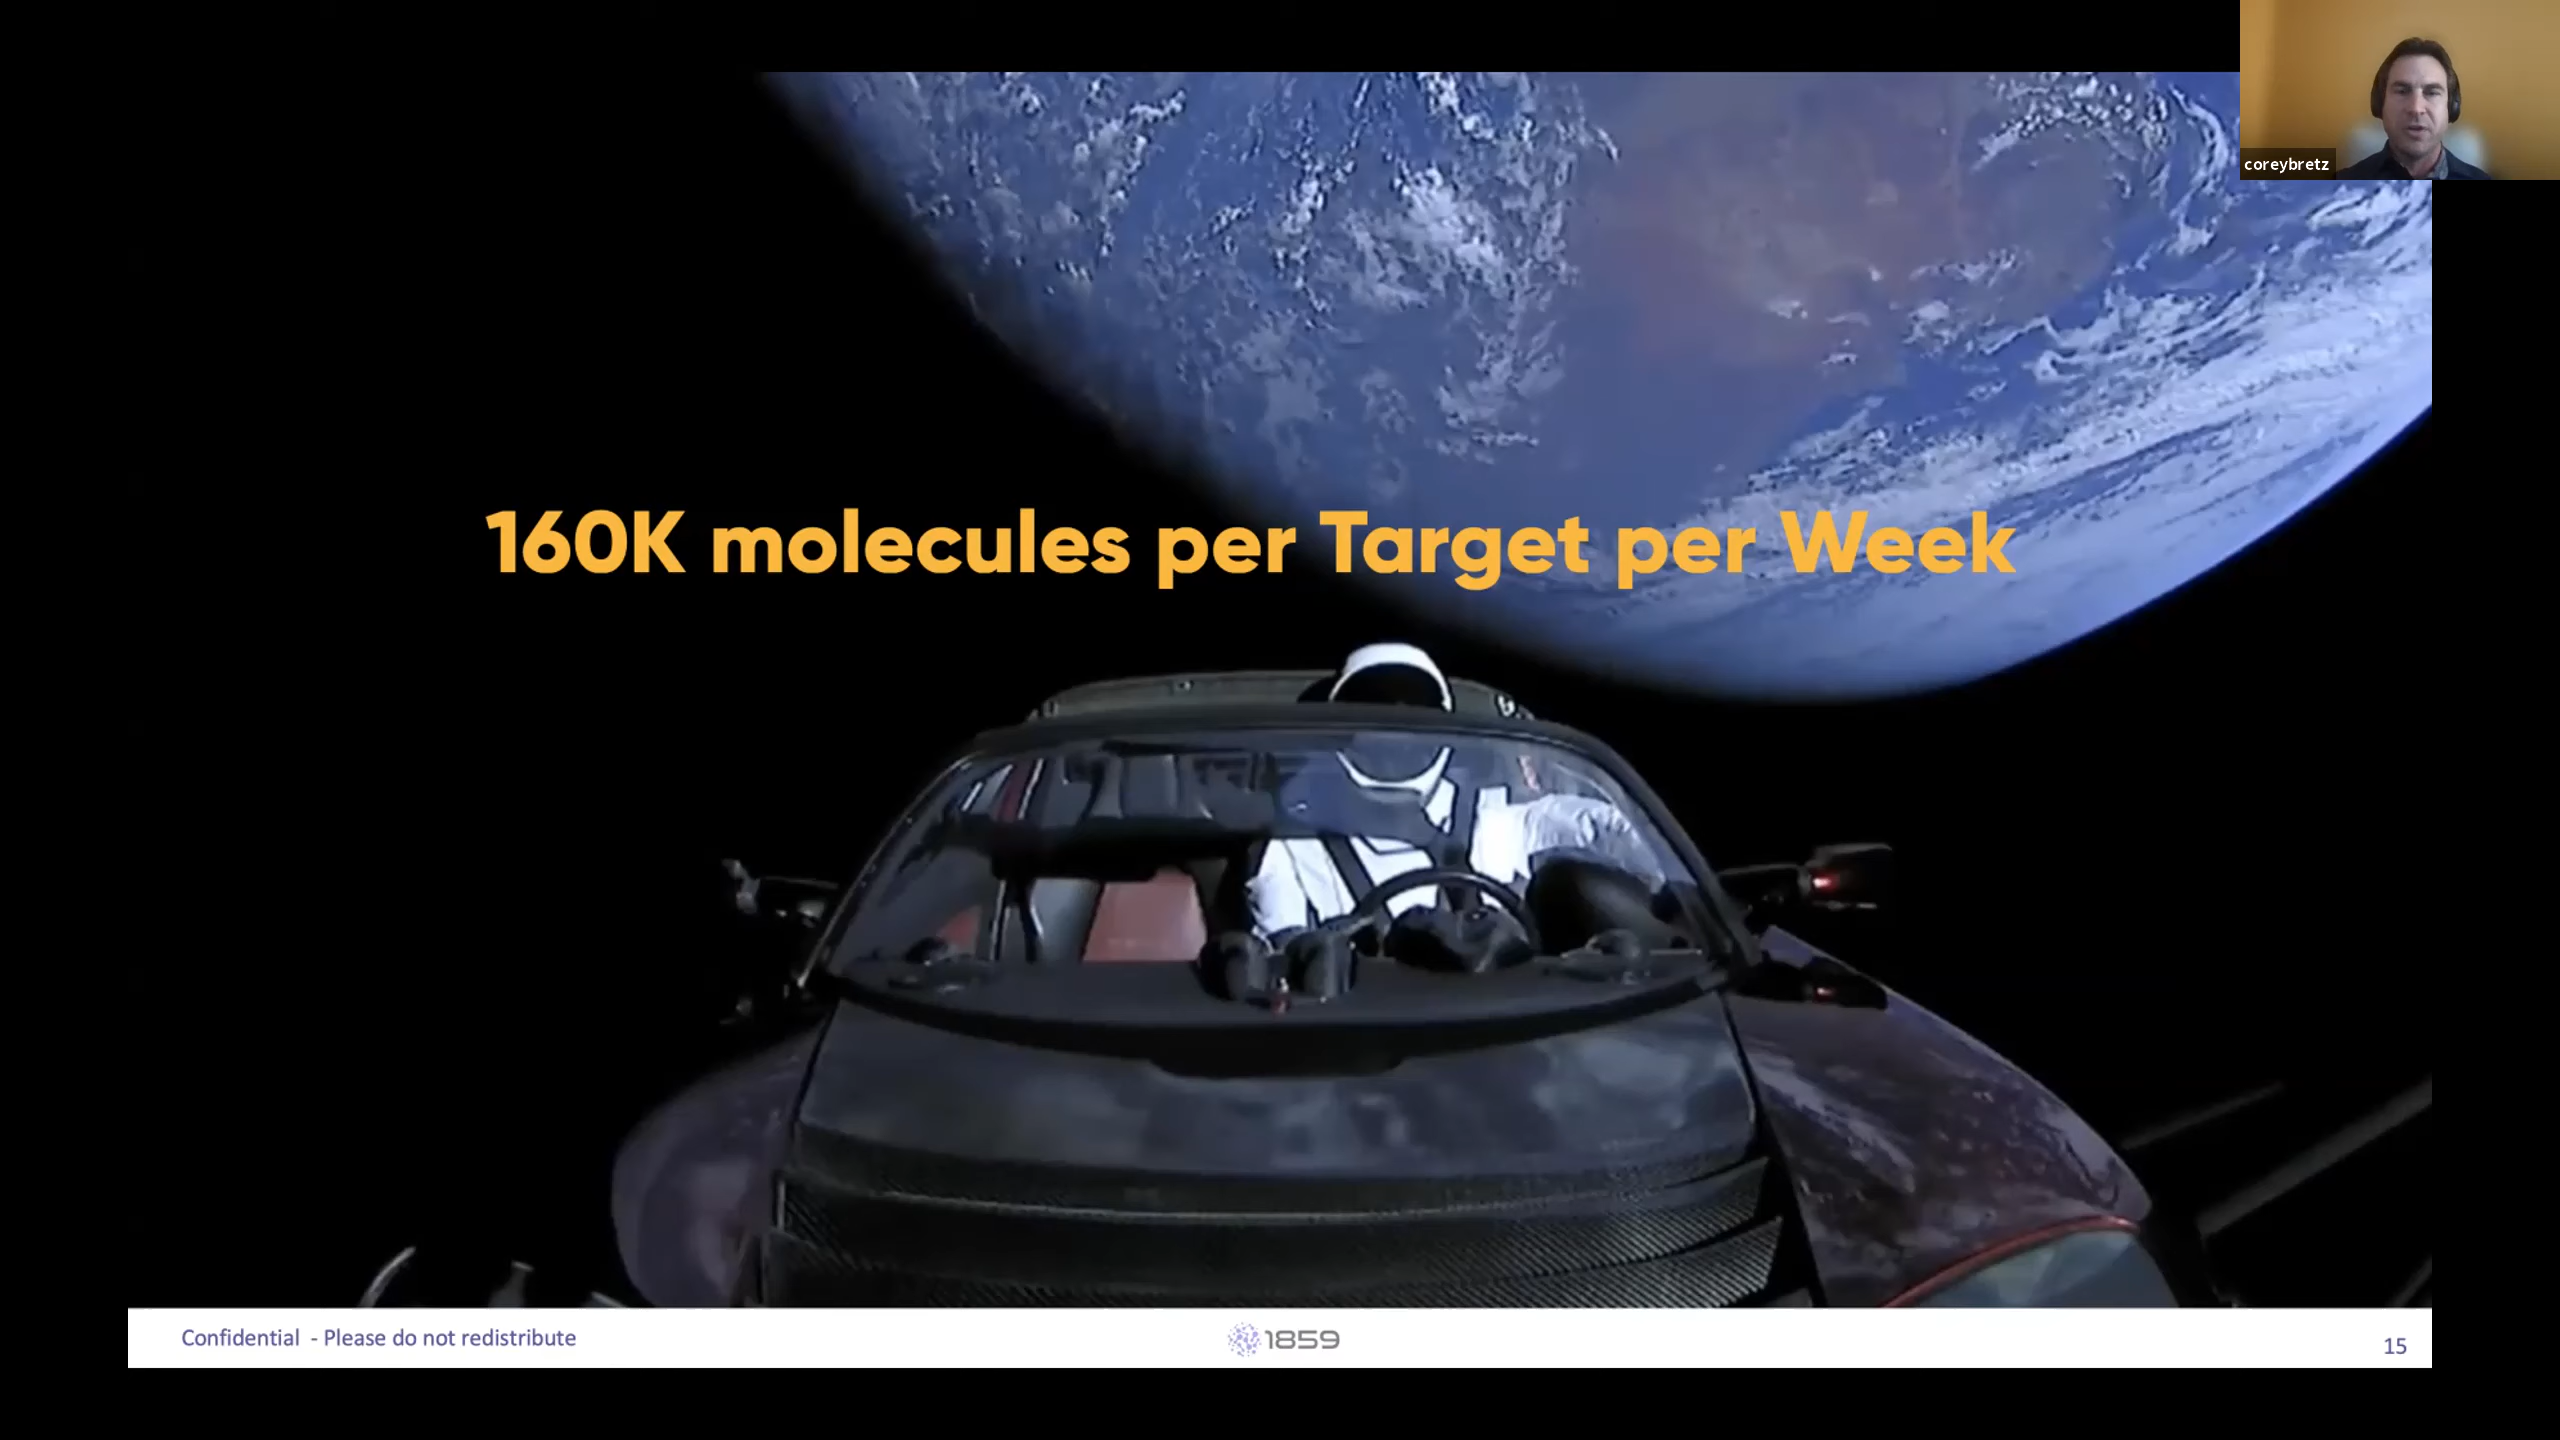 coreybretz
160K molecules per Target per Week
Confidential - Please do not redistribute
1859
15